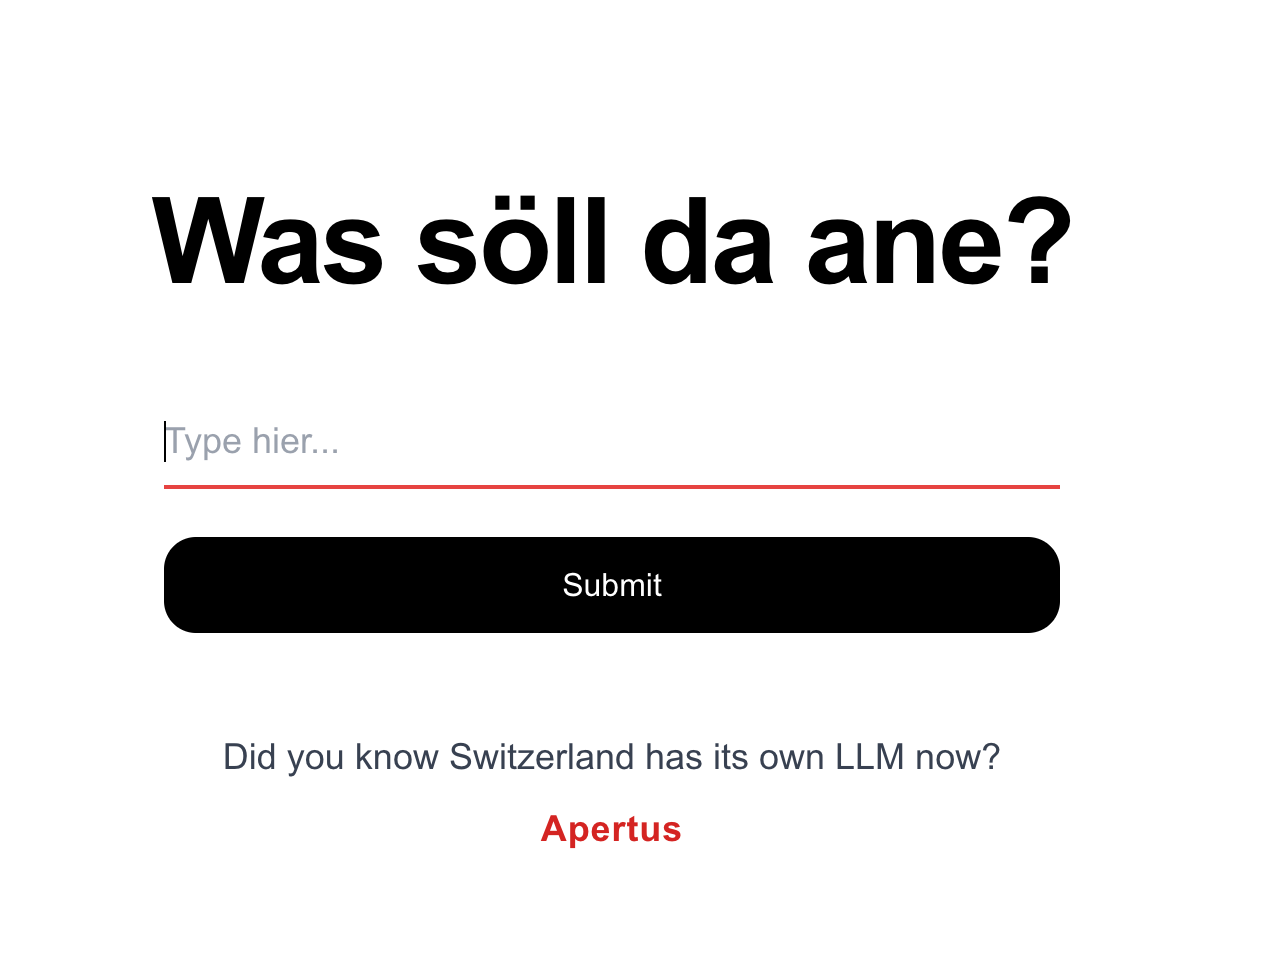 Was söll da ane?
Type hier...
Submit
Did you know Switzerland has its own LLM now?
Apertus